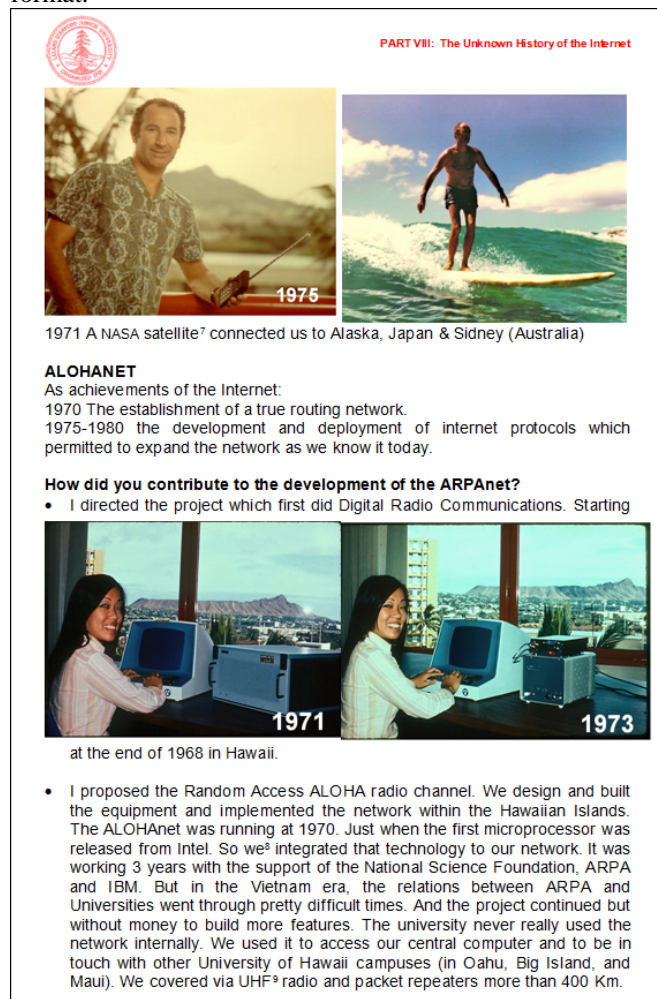 format.
PART VIII: The Unknown History of the Internet
1975
1971 A NASA satellite⁷ connected us to Alaska, Japan & Sidney (Australia)
ALOHANET
As achievements of the Internet:
1970 The establishment of a true routing network.
1975-1980 the development and deployment of internet protocols which
permitted to expand the network as we know it today.
How did you contribute to the development of the ARPAnet?
• I directed the project which first did Digital Radio Communications. Starting
1971
1973
at the end of 1968 in Hawaii.
• I proposed the Random Access ALOHA radio channel. We design and built
the equipment and implemented the network within the Hawaiian Islands.
The ALOHAnet was running at 1970. Just when the first microprocessor was
released from Intel. So we⁸ integrated that technology to our network. It was
working 3 years with the support of the National Science Foundation, ARPA
and IBM. But in the Vietnam era, the relations between ARPA and
Universities went through pretty difficult times. And the project continued but
without money to build more features. The university never really used the
network internally. We used it to access our central computer and to be in
touch with other University of Hawaii campuses (in Oahu, Big Island, and
Maui). We covered via UHF⁹ radio and packet repeaters more than 400 Km.